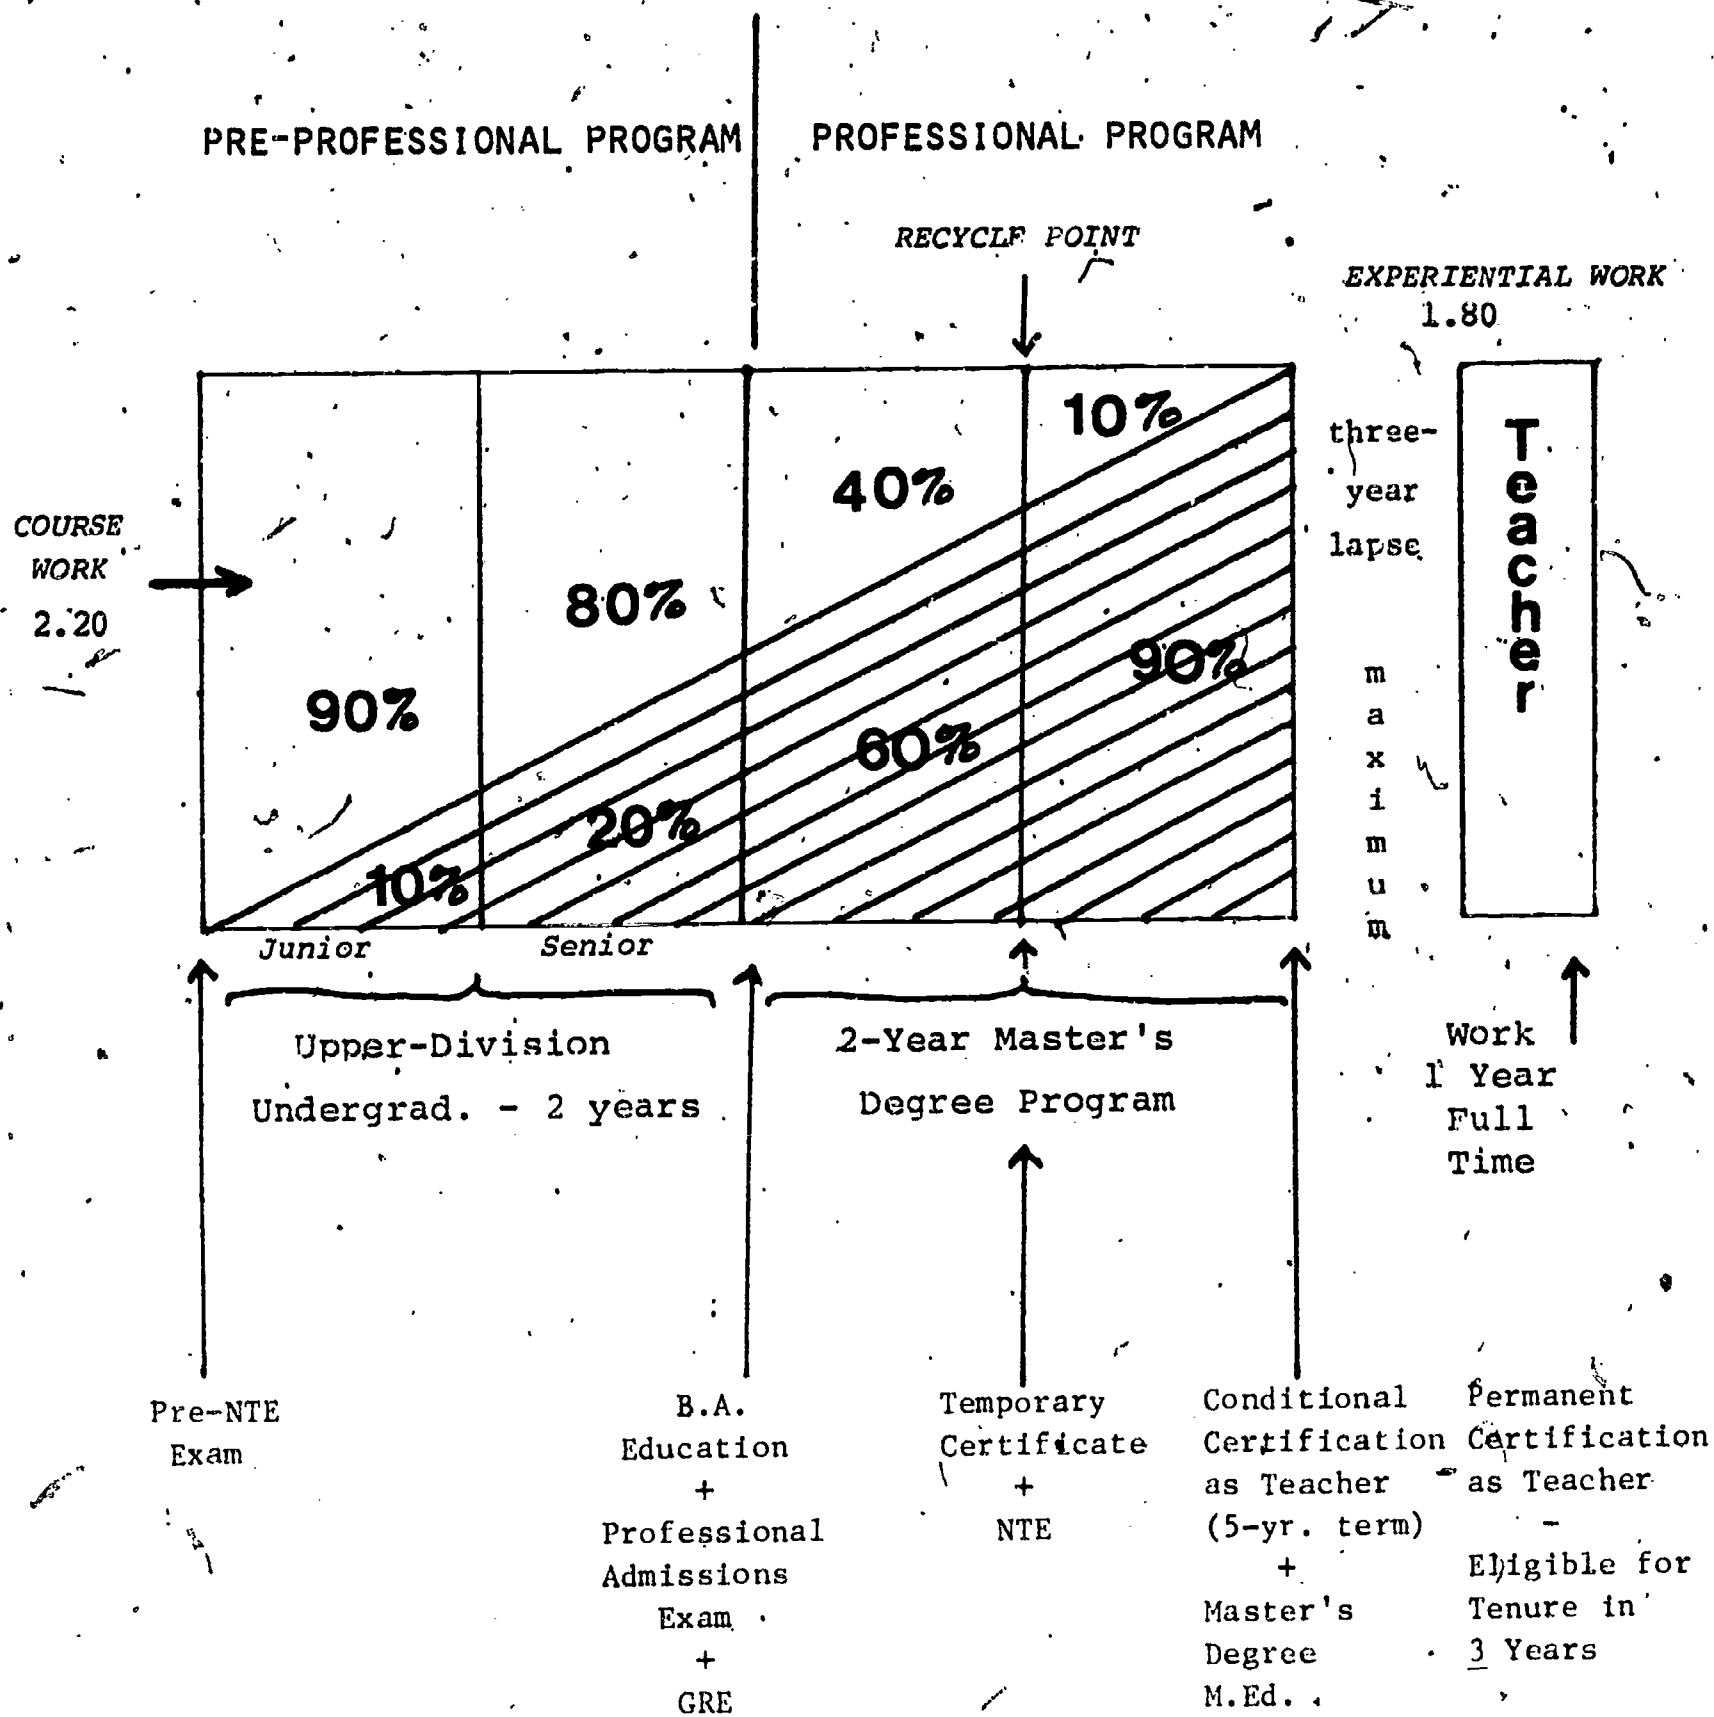 PRE-PROFESSIONAL PROGRAM
PROFESSIONAL PROGRAM
RECYCLE POINT
EXPERIENTIAL WORK
1.80
COURSE
WORK
2.20
90%
80%
40%
10%
10%
20%
60%
90%
three-
year
lapse
maximum
Teacher
Junior
Senior
Upper-Division
Undergrad. - 2 years
2-Year Master's
Degree Program
Work
1 Year
Full
Time
Pre-NTE
Exam
B.A.
Education
+
Professional
Admissions
Exam
+
GRE
Temporary
Certificate
+
NTE
Conditional
Certification
as Teacher
(5-yr. term)
+
Master's
Degree
M.Ed.
Permanent
Certification
as Teacher
-
Eligible for
Tenure in
3 Years